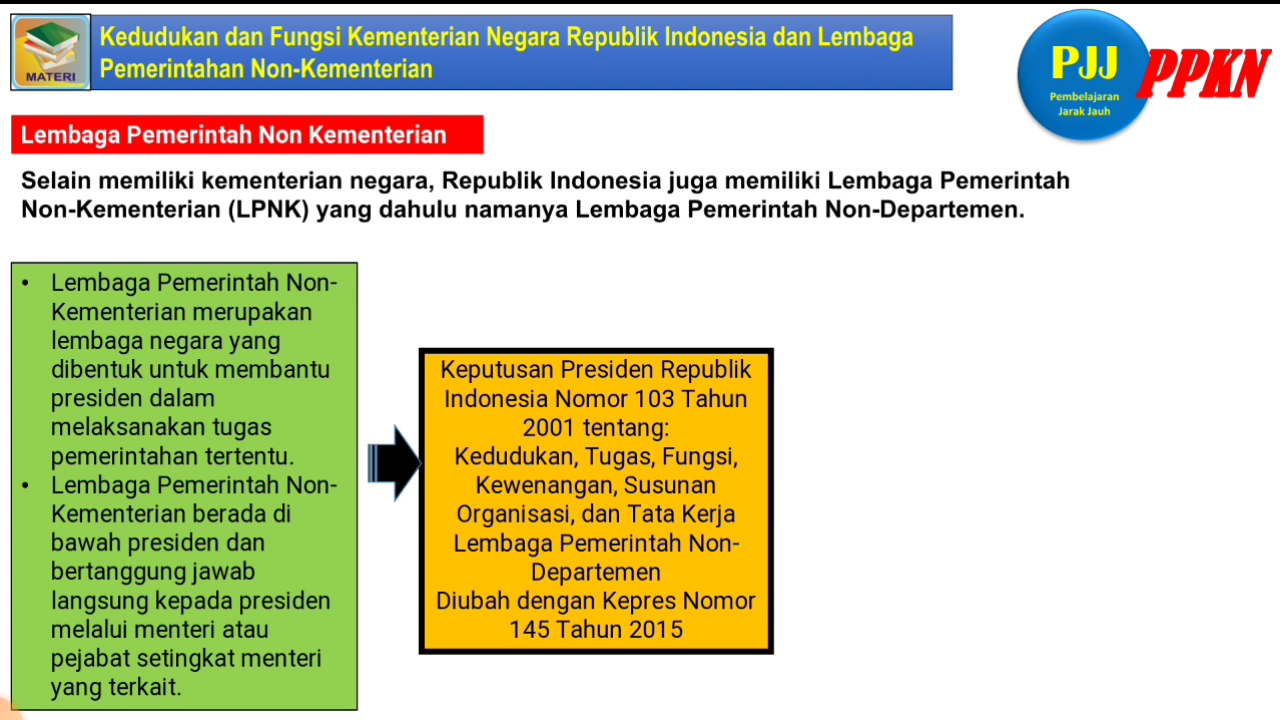 MATERI
Kedudukan dan Fungsi Kementerian Negara Republik Indonesia dan Lembaga
Pemerintahan Non-Kementerian
PJJ
Pembelajaran
Jarak Jauh
PPKN
Lembaga Pemerintah Non Kementerian
Selain memiliki kementerian negara, Republik Indonesia juga memiliki Lembaga Pemerintah
Non-Kementerian (LPNK) yang dahulu namanya Lembaga Pemerintah Non-Departemen.
• Lembaga Pemerintah Non-
Kementerian merupakan
lembaga negara yang
dibentuk untuk membantu
presiden dalam
melaksanakan tugas
pemerintahan tertentu.
• Lembaga Pemerintah Non-
Kementerian berada di
bawah presiden dan
bertanggung jawab
langsung kepada presiden
melalui menteri atau
pejabat setingkat menteri
yang terkait.
Keputusan Presiden Republik
Indonesia Nomor 103 Tahun
2001 tentang:
Kedudukan, Tugas, Fungsi,
Kewenangan, Susunan
Organisasi, dan Tata Kerja
Lembaga Pemerintah Non-
Departemen
Diubah dengan Kepres Nomor
145 Tahun 2015